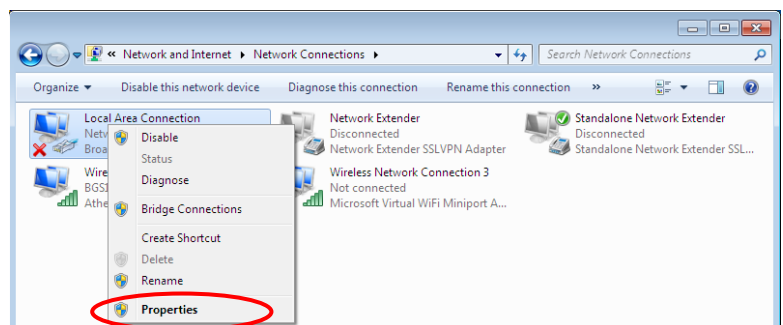 « Network and Internet ▸ Network Connections ▸
Search Network Connections
Organize ▼ Disable this network device Diagnose this connection Rename this connection »
Local Area Connection
Netw
Broa
Network Extender
Disconnected
Network Extender SSLVPN Adapter
Standalone Network Extender
Disconnected
Standalone Network Extender SSL...
Wire
BGS
Athe
Wireless Network Connection 3
Not connected
Microsoft Virtual WiFi Miniport A...
Disable
Status
Diagnose
Bridge Connections
Create Shortcut
Delete
Rename
Properties